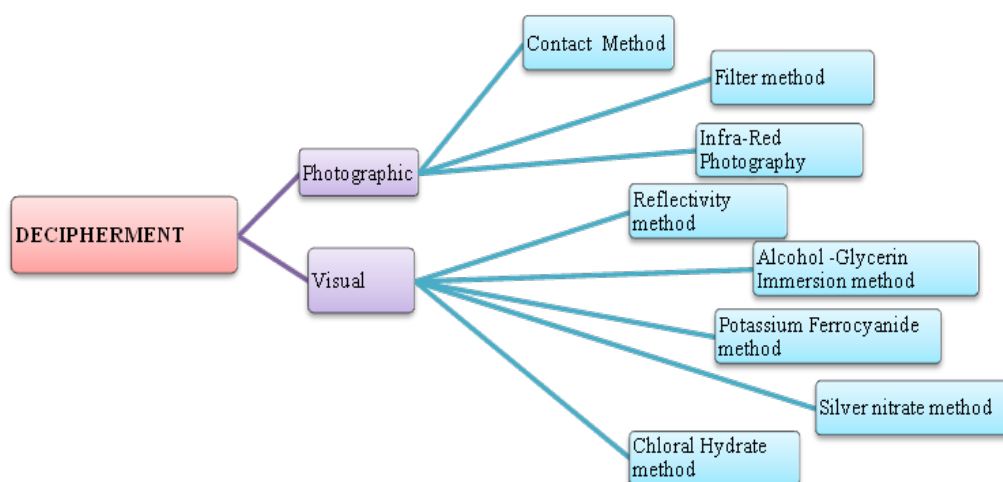 Contact Method
Filter method
Infra-Red
Photography
Photographic
Reflectivity
method
DECIPHERMENT
Alcohol -Glycerin
Immersion method
Visual
Potassium Ferrocyanide
method
Silver nitrate method
Chloral Hydrate
method